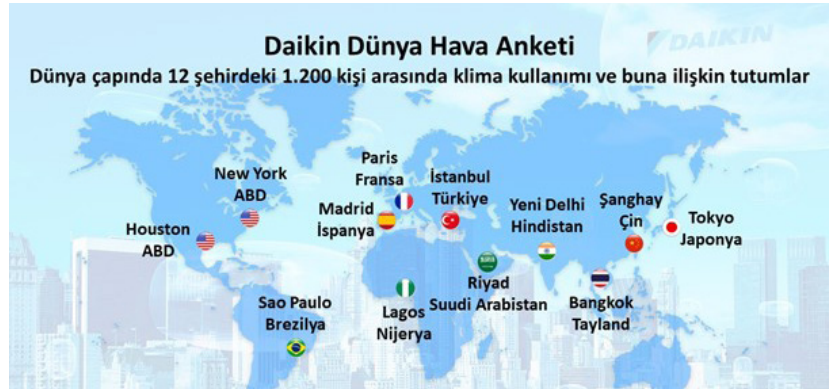 Daikin Dünya Hava Anketi
DAIKIN
Dünya çapında 12 şehirdeki 1.200 kişi arasında klima kullanımı ve buna ilişkin tutumlar
New York
ABD
Houston
ABD
Sao Paulo
Brezilya
Paris
Fransa
Madrid
İspanya
İstanbul
Türkiye
Lagos
Nijerya
Riyad
Suudi Arabistan
Yeni Delhi
Hindistan
Şanghay
Çin
Bangkok
Tayland
Tokyo
Japonya